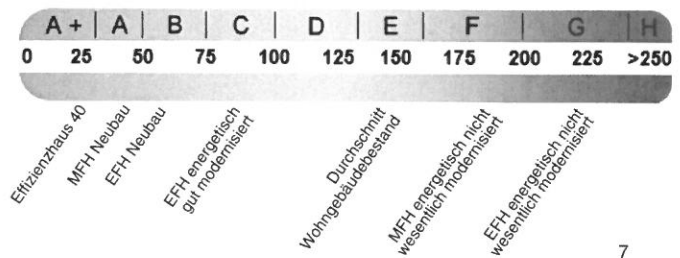 A+ | A | B | C | D | E | F | G | H
0 25 50 75 100 125 150 175 200 225 >250
Effizienzhaus 40
MFH Neubau
EFH Neubau
EFH energetisch
gut modernisiert
Durchschnitt
Wohngebäudebestand
MFH energetisch nicht
wesentlich modernisiert
EFH energetisch nicht
wesentlich modernisiert
7